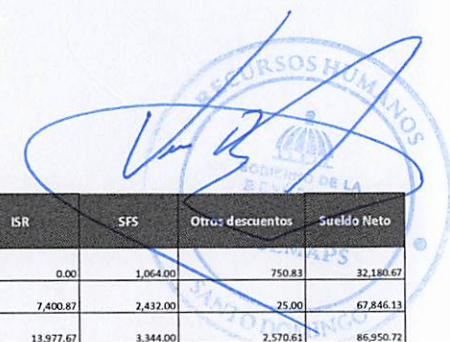 RECURSOS HUMANOS
GOBIERNO DE LA
SANTO DOMINGO
ISR SFS Otros descuentos Sueldo Neto
0.00 1,064.00 750.83 32,180.67
7,400.87 2,432.00 25.00 67,846.13
13,977.67 3,344.00 2,570.61 86,950.72